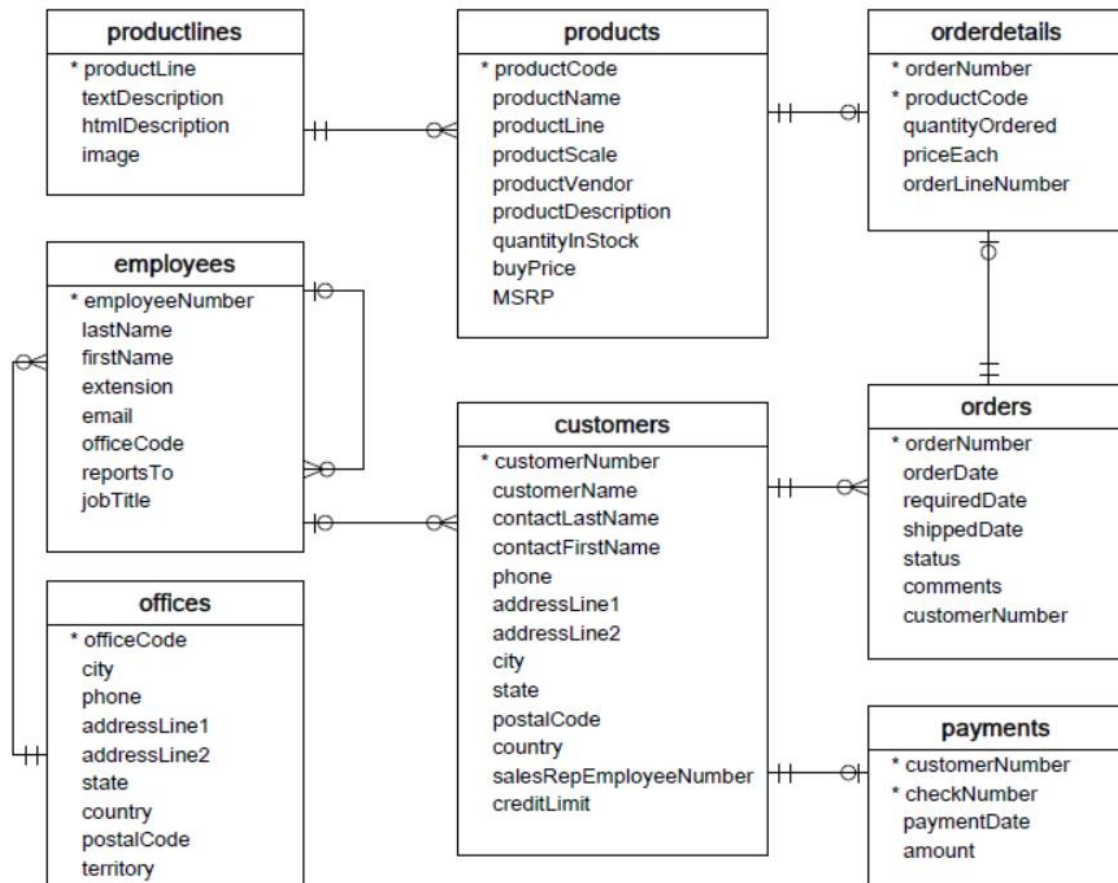 productlines
* productLine
textDescription
htmlDescription
image
products
* productCode
productName
productLine
productScale
productVendor
productDescription
quantityInStock
buyPrice
MSRP
orderdetails
* orderNumber
* productCode
quantityOrdered
priceEach
orderLineNumber
employees
* employeeNumber
lastName
firstName
extension
email
officeCode
reportsTo
jobTitle
customers
* customerNumber
customerName
contactLastName
contactFirstName
phone
addressLine1
addressLine2
city
state
postalCode
country
salesRepEmployeeNumber
creditLimit
orders
* orderNumber
orderDate
requiredDate
shippedDate
status
comments
customerNumber
offices
* officeCode
city
phone
addressLine1
addressLine2
state
country
postalCode
territory
payments
* customerNumber
* checkNumber
paymentDate
amount